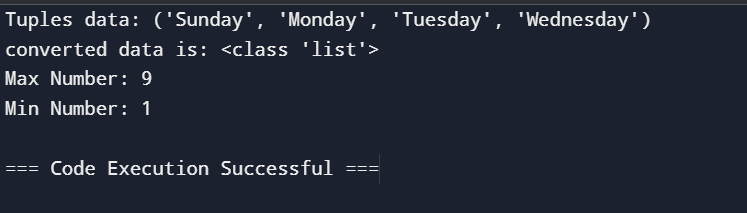 Tuples data: ('Sunday', 'Monday', 'Tuesday', 'Wednesday')
converted data is: <class 'list'>
Max Number: 9
Min Number: 1
=== Code Execution Successful ===